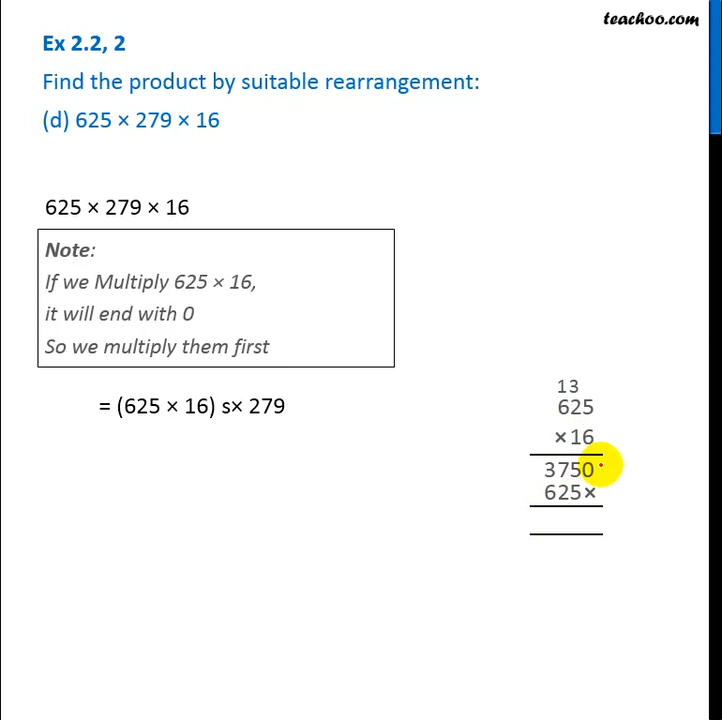 teachoo.com
Ex 2.2, 2
Find the product by suitable rearrangement:
(d) 625 × 279 × 16
625 × 279 × 16
Note:
If we Multiply 625 × 16,
it will end with 0
So we multiply them first
= (625 × 16) s× 279
13
625
×16
3750
625×